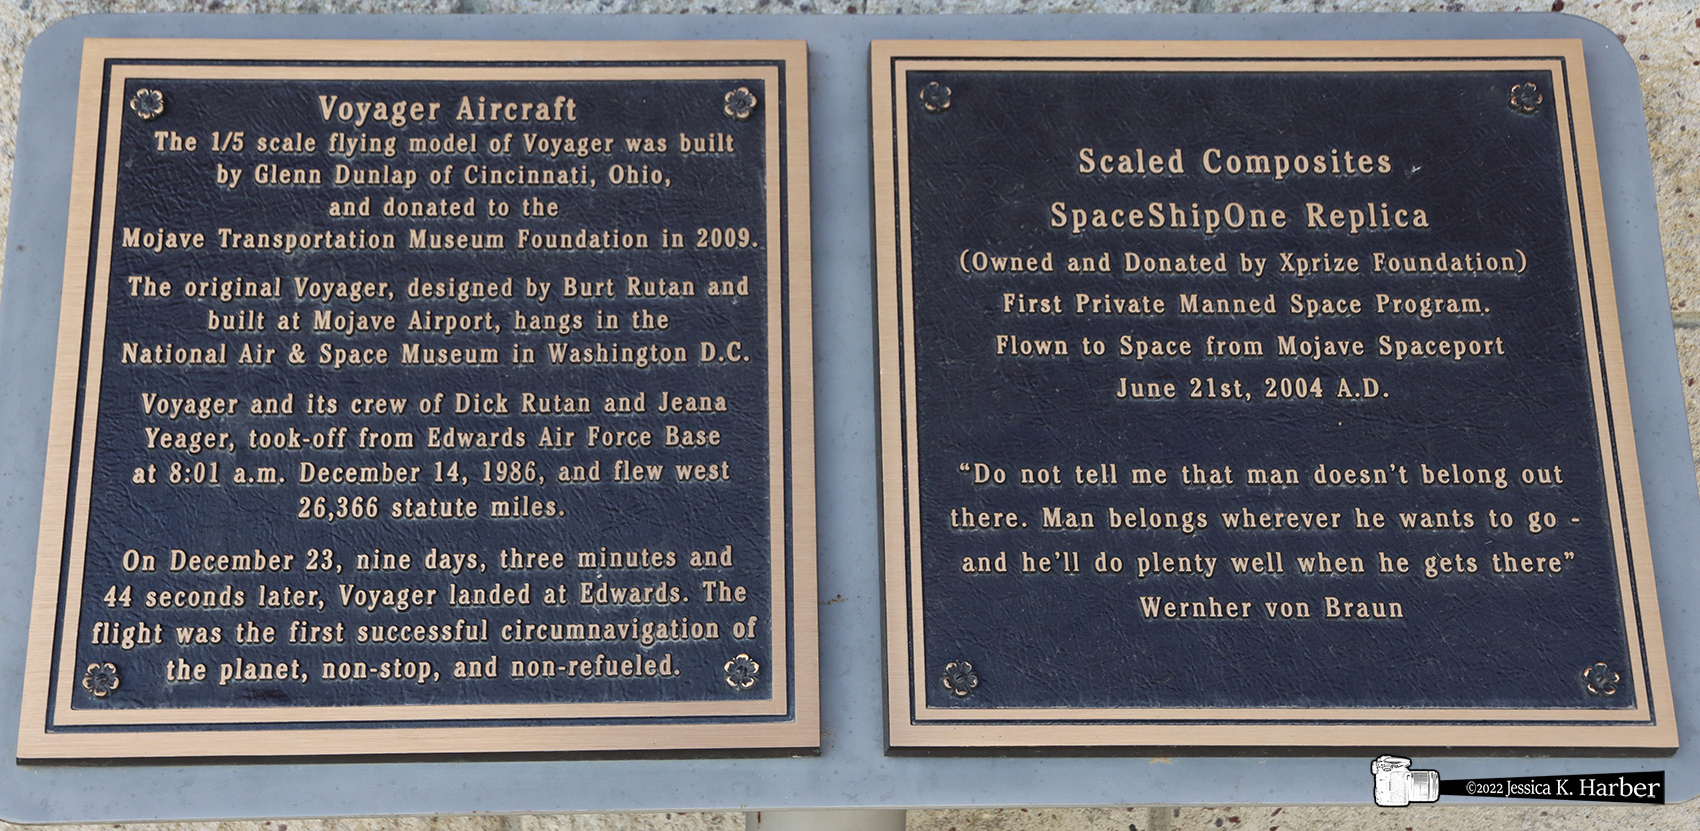 Voyager Aircraft
The 1/5 scale flying model of Voyager was built
by Glenn Dunlap of Cincinnati, Ohio,
and donated to the
Mojave Transportation Museum Foundation in 2009.
The original Voyager, designed by Burt Rutan and
built at Mojave Airport, hangs in the
National Air & Space Museum in Washington D.C.
Voyager and its crew of Dick Rutan and Jeana
Yeager, took-off from Edwards Air Force Base
at 8:01 a.m. December 14, 1986, and flew west
26,366 statute miles.
On December 23, nine days, three minutes and
44 seconds later, Voyager landed at Edwards. The
flight was the first successful circumnavigation of
the planet, non-stop, and non-refueled.
Scaled Composites
SpaceShipOne Replica
(Owned and Donated by Xprize Foundation)
First Private Manned Space Program.
Flown to Space from Mojave Spaceport
June 21st, 2004 A.D.
“Do not tell me that man doesn’t belong out
there. Man belongs wherever he wants to go -
and he’ll do plenty well when he gets there”
Wernher von Braun
©2022 Jessica K. Harber